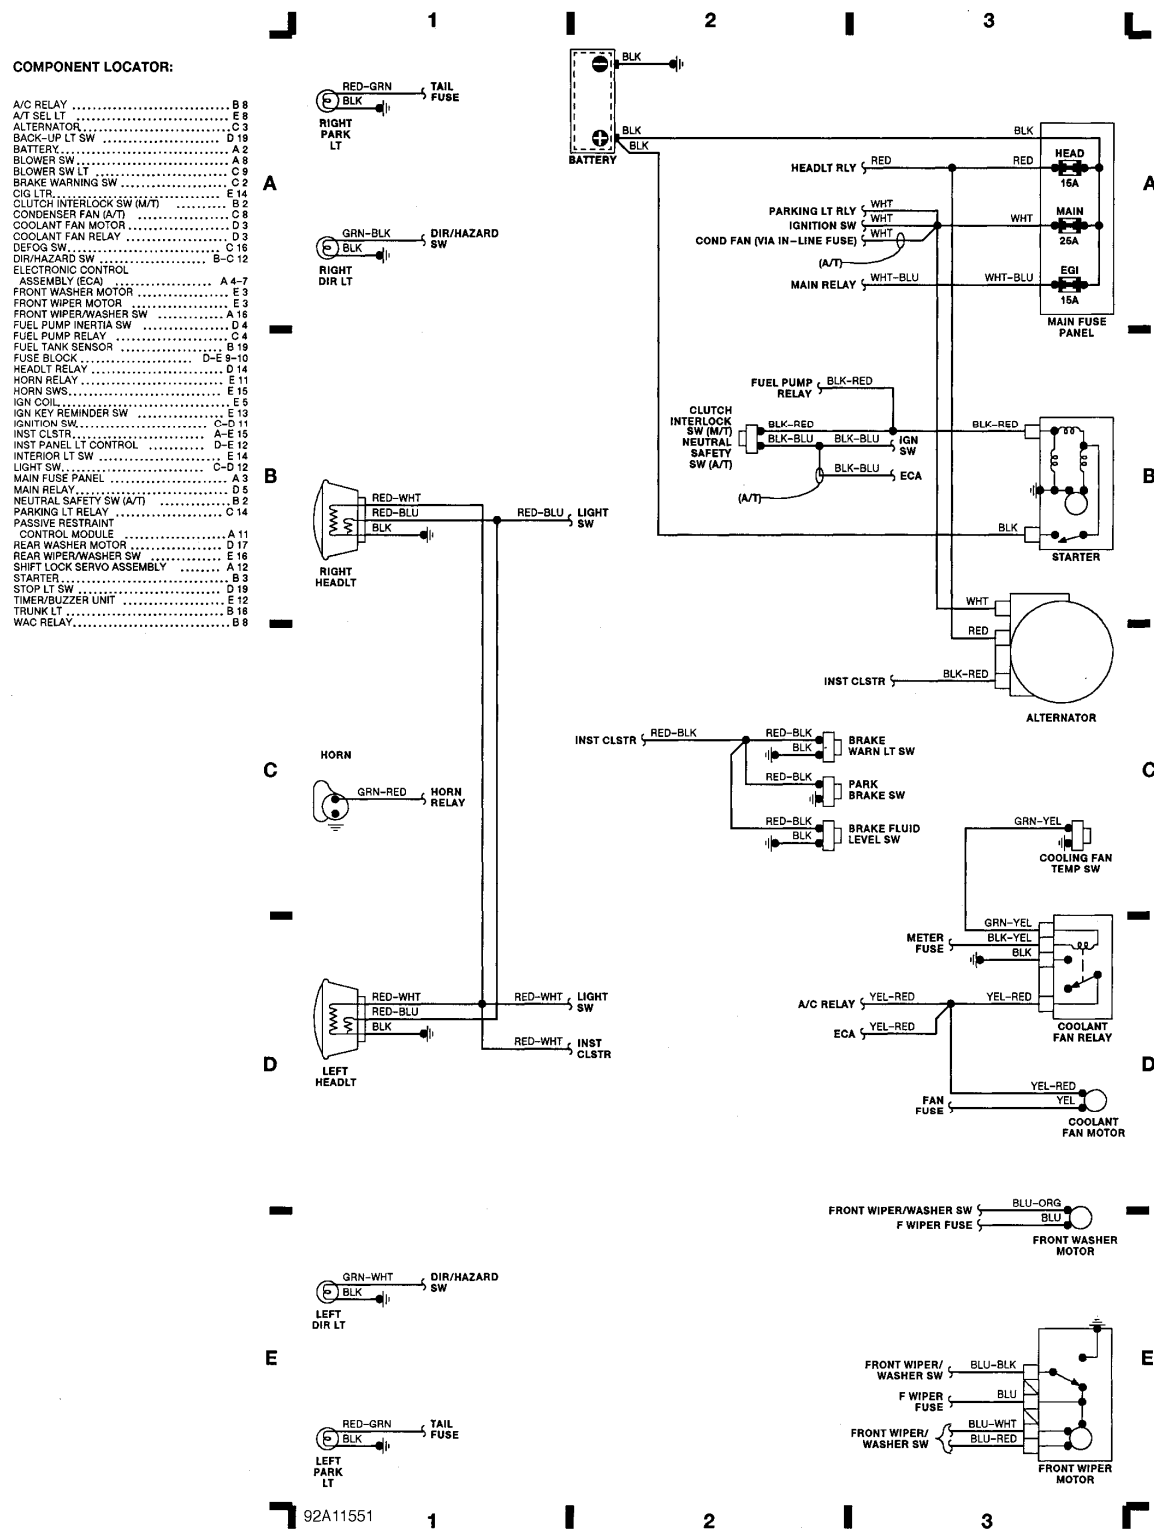 1 2 3
COMPONENT LOCATOR:
A/C RELAY B 8
A/T SEL LT E 8
ALTERNATOR C 3
BACK-UP LT SW D 19
BATTERY A 2
BLOWER SW A 8
BLOWER SW LT C 9
BRAKE WARNING SW C 2
CIG LTR E 14
CLUTCH INTERLOCK SW (M/T) B 2
CONDENSER FAN (A/T) C 8
COOLANT FAN MOTOR D 3
COOLANT FAN RELAY D 3
DEFOG SW C 16
DIR/HAZARD SW B-C 12
ELECTRONIC CONTROL
ASSEMBLY (ECA) A 4-7
FRONT WASHER MOTOR E 3
FRONT WIPER MOTOR E 3
FRONT WIPER/WASHER SW A 16
FUEL PUMP INERTIA SW D 4
FUEL PUMP RELAY C 4
FUEL TANK SENSOR B 19
FUSE BLOCK D-E 9-10
HEADLT RELAY D 14
HORN RELAY E 11
HORN SWS E 15
IGN COIL E 5
IGN KEY REMINDER SW E 13
IGNITION SW C-D 11
INST CLSTR A-E 15
INST PANEL LT CONTROL D-E 12
INTERIOR LT SW E 14
LIGHT SW C-D 12
MAIN FUSE PANEL A 3
MAIN RELAY D 5
NEUTRAL SAFETY SW (A/T) B 2
PARKING LT RELAY C 14
PASSIVE RESTRAINT
CONTROL MODULE A 11
REAR WASHER MOTOR D 17
REAR WIPER/WASHER SW E 16
SHIFT LOCK SERVO ASSEMBLY A 12
STARTER B 3
STOP LT SW D 19
TIMER/BUZZER UNIT E 12
TRUNK LT B 18
WAC RELAY B 8
A
B
C
D
E
RED-GRN TAIL
BLK FUSE
RIGHT
PARK
LT
GRN-BLK DIR/HAZARD
BLK SW
RIGHT
DIR LT
RED-WHT
RED-BLU
BLK
RED-BLU LIGHT
SW
RIGHT
HEADLT
HORN
GRN-RED HORN
RELAY
RED-WHT
RED-BLU
BLK
RED-WHT LIGHT
SW
RED-WHT INST
CLSTR
LEFT
HEADLT
GRN-WHT DIR/HAZARD
BLK SW
LEFT
DIR LT
RED-GRN TAIL
BLK FUSE
LEFT
PARK
LT
BLK
BLK
BLK
BATTERY
BLK
HEADLT RLY RED RED
HEAD
15A
PARKING LT RLY WHT
IGNITION SW WHT WHT
COND FAN (VIA IN-LINE FUSE) WHT
(A/T)
MAIN
25A
MAIN RELAY WHT-BLU WHT-BLU
EGI
15A
MAIN FUSE
PANEL
FUEL PUMP BLK-RED
RELAY
CLUTCH
INTERLOCK
SW (M/T)
NEUTRAL
SAFETY
SW (A/T)
BLK-RED BLK-RED
BLK-BLU BLK-BLU IGN
SW
BLK-BLU ECA
(A/T)
BLK
STARTER
WHT
RED
INST CLSTR BLK-RED
ALTERNATOR
INST CLSTR RED-BLK
RED-BLK BRAKE
BLK WARN LT SW
RED-BLK PARK
BRAKE SW
RED-BLK BRAKE FLUID
BLK LEVEL SW
GRN-YEL
COOLING FAN
TEMP SW
GRN-YEL
METER BLK-YEL
FUSE BLK
A/C RELAY YEL-RED YEL-RED
ECA YEL-RED
COOLANT
FAN RELAY
YEL-RED
FAN YEL
FUSE
COOLANT
FAN MOTOR
FRONT WIPER/WASHER SW BLU-ORG
F WIPER FUSE BLU
FRONT WASHER
MOTOR
FRONT WIPER/ BLU-BLK
WASHER SW
F WIPER BLU
FUSE
FRONT WIPER/ BLU-WHT
WASHER SW BLU-RED
FRONT WIPER
MOTOR
A
B
C
D
E
92A11551
1 2 3